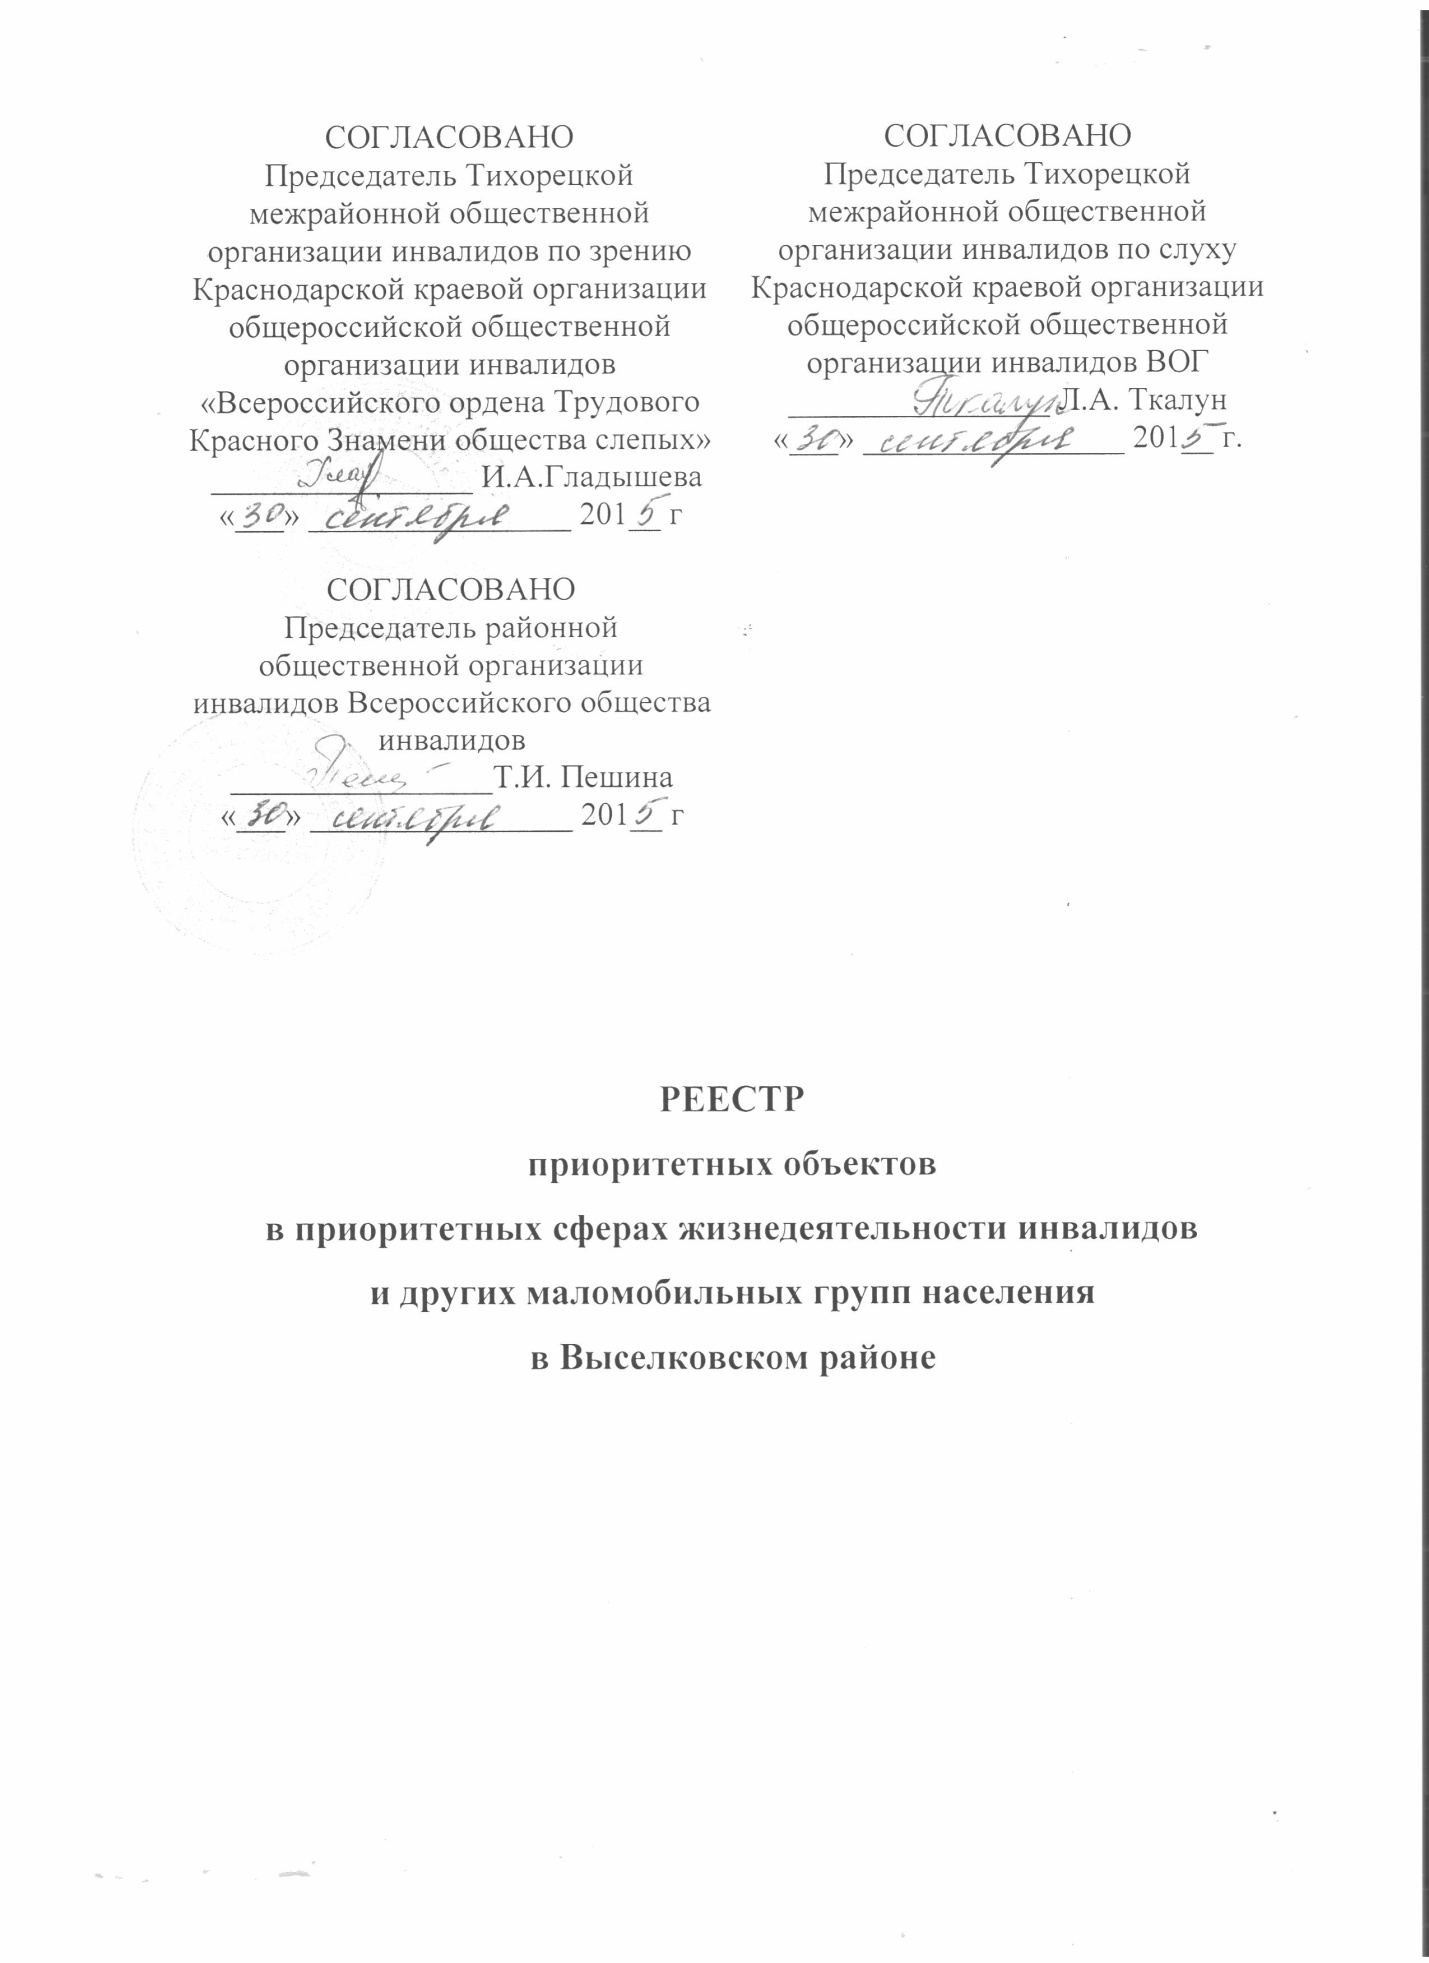 СОГЛАСОВАНО
Председатель Тихорецкой
межрайонной общественной
организации инвалидов по зрению
Краснодарской краевой организации
общероссийской общественной
организации инвалидов
«Всероссийского ордена Трудового
Красного Знамени общества слепых»
И.А.Гладышева
«30» сентября 2015 г
СОГЛАСОВАНО
Председатель Тихорецкой
межрайонной общественной
организации инвалидов по слуху
Краснодарской краевой организации
общероссийской общественной
организации инвалидов ВОГ
Ткалун Л.А. Ткалун
«30» сентября 2015 г.
СОГЛАСОВАНО
Председатель районной
общественной организации
инвалидов Всероссийского общества
инвалидов
Т.И. Пешина
«30» сентября 2015 г
РЕЕСТР
приоритетных объектов
в приоритетных сферах жизнедеятельности инвалидов
и других маломобильных групп населения
в Выселковском районе